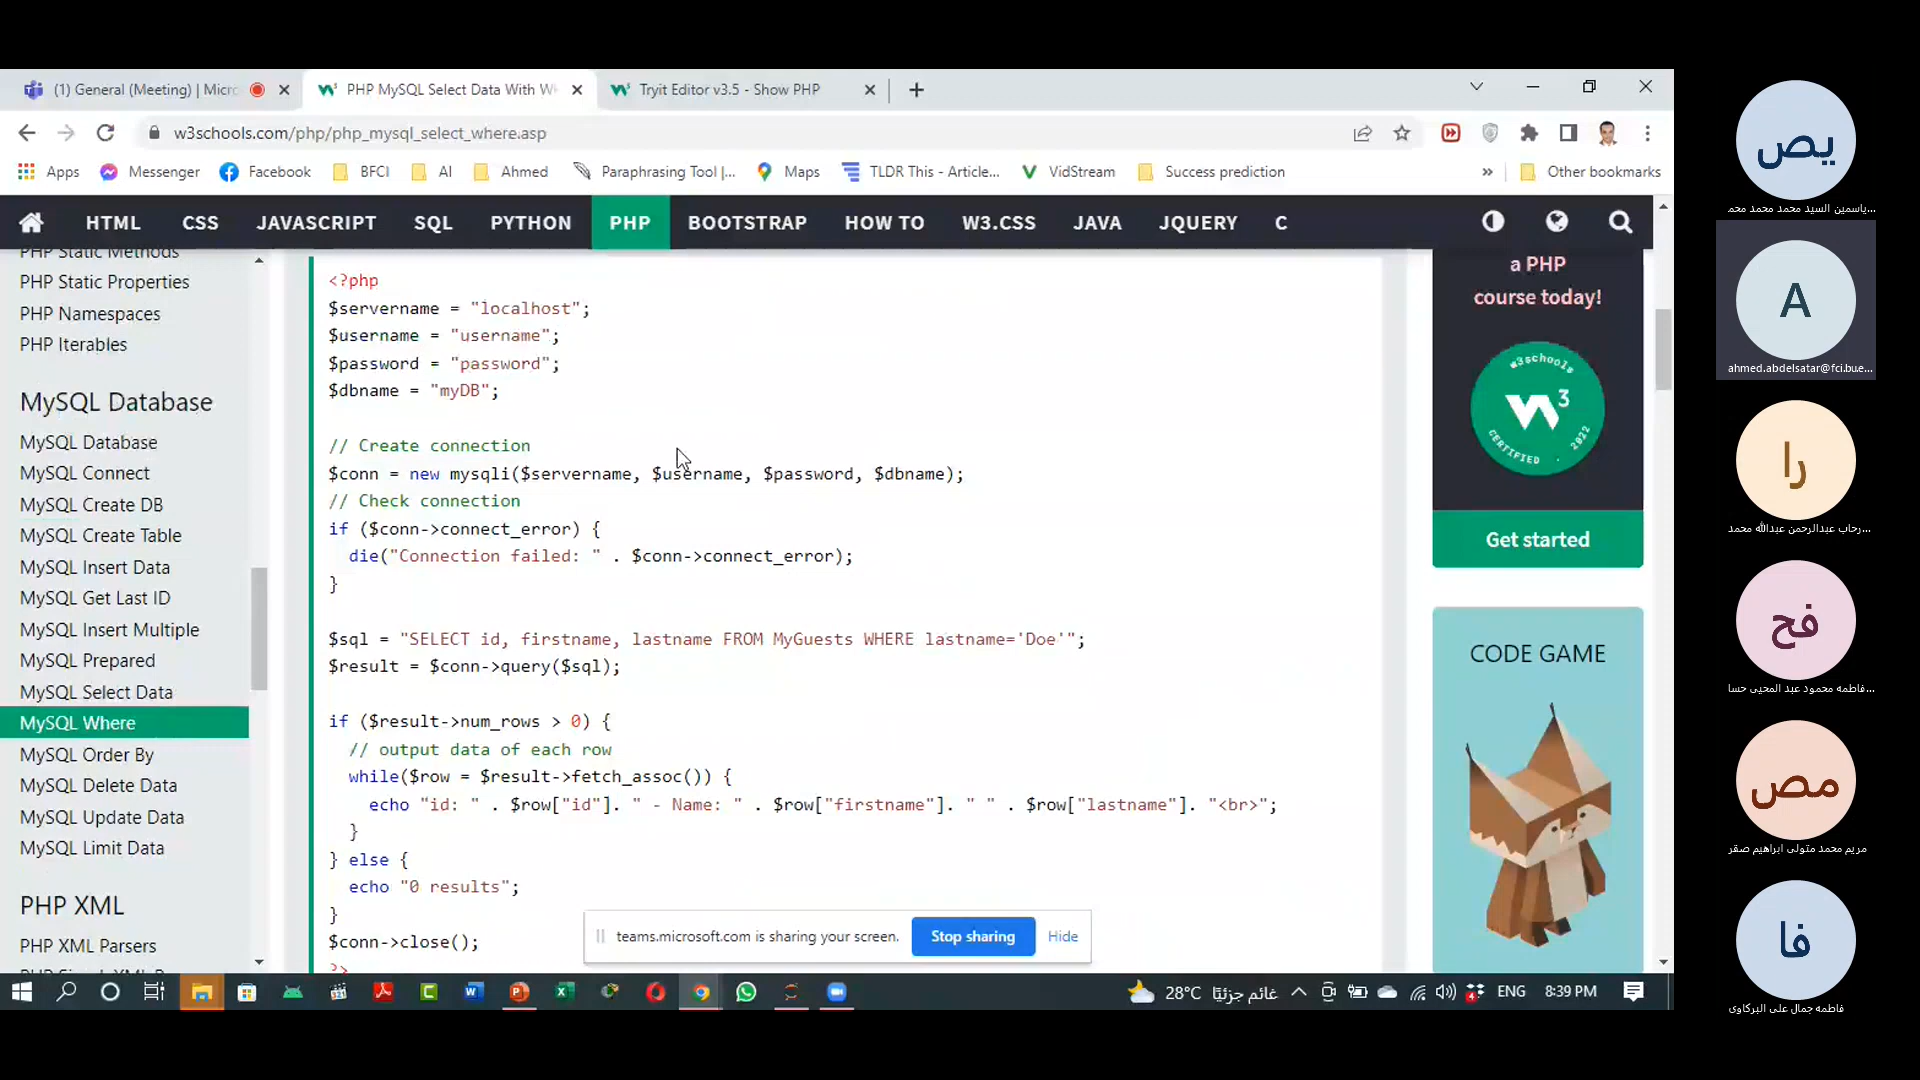 (1) General (Meeting) | Micro
PHP MySQL Select Data With Wh
Tryit Editor v3.5 - Show PHP
w3schools.com/php/php_mysql_select_where.asp
Apps
Messenger
Facebook
BFCI
AI
Ahmed
Paraphrasing Tool |...
Maps
TLDR This - Article...
VidStream
Success prediction
»
Other bookmarks
HTML CSS JAVASCRIPT SQL PYTHON PHP BOOTSTRAP HOW TO W3.CSS JAVA JQUERY C
PHP Static Methods
PHP Static Properties
PHP Namespaces
PHP Iterables
MySQL Database
MySQL Database
MySQL Connect
MySQL Create DB
MySQL Create Table
MySQL Insert Data
MySQL Get Last ID
MySQL Insert Multiple
MySQL Prepared
MySQL Select Data
MySQL Where
MySQL Order By
MySQL Delete Data
MySQL Update Data
MySQL Limit Data
PHP XML
PHP XML Parsers
<?php
$servername = "localhost";
$username = "username";
$password = "password";
$dbname = "myDB";
// Create connection
$conn = new mysqli($servername, $username, $password, $dbname);
// Check connection
if ($conn->connect_error) {
die("Connection failed: " . $conn->connect_error);
}
$sql = "SELECT id, firstname, lastname FROM MyGuests WHERE lastname='Doe'";
$result = $conn->query($sql);
if ($result->num_rows > 0) {
// output data of each row
while($row = $result->fetch_assoc()) {
echo "id: " . $row["id"]. " - Name: " . $row["firstname"]. " " . $row["lastname"]. "<br>";
}
} else {
echo "0 results";
}
$conn->close();
?>
a PHP
course today!
w3schools
3
CERTIFIED . 2022
Get started
CODE GAME
teams.microsoft.com is sharing your screen.
Stop sharing
Hide
28°C غائم جزئيًا
ENG
8:39 PM
يص
ياسمين السيد محمد محمد محم...
A
ahmed.abdelsatar@fci.bu.e...
را
رحاب عبدالرحمن عبدالله محمد...
فح
فاطمه محمود عبد المحيى حسا...
مص
مريم محمد متولى ابراهيم صقر
فا
فاطمه جمال على البركاوى